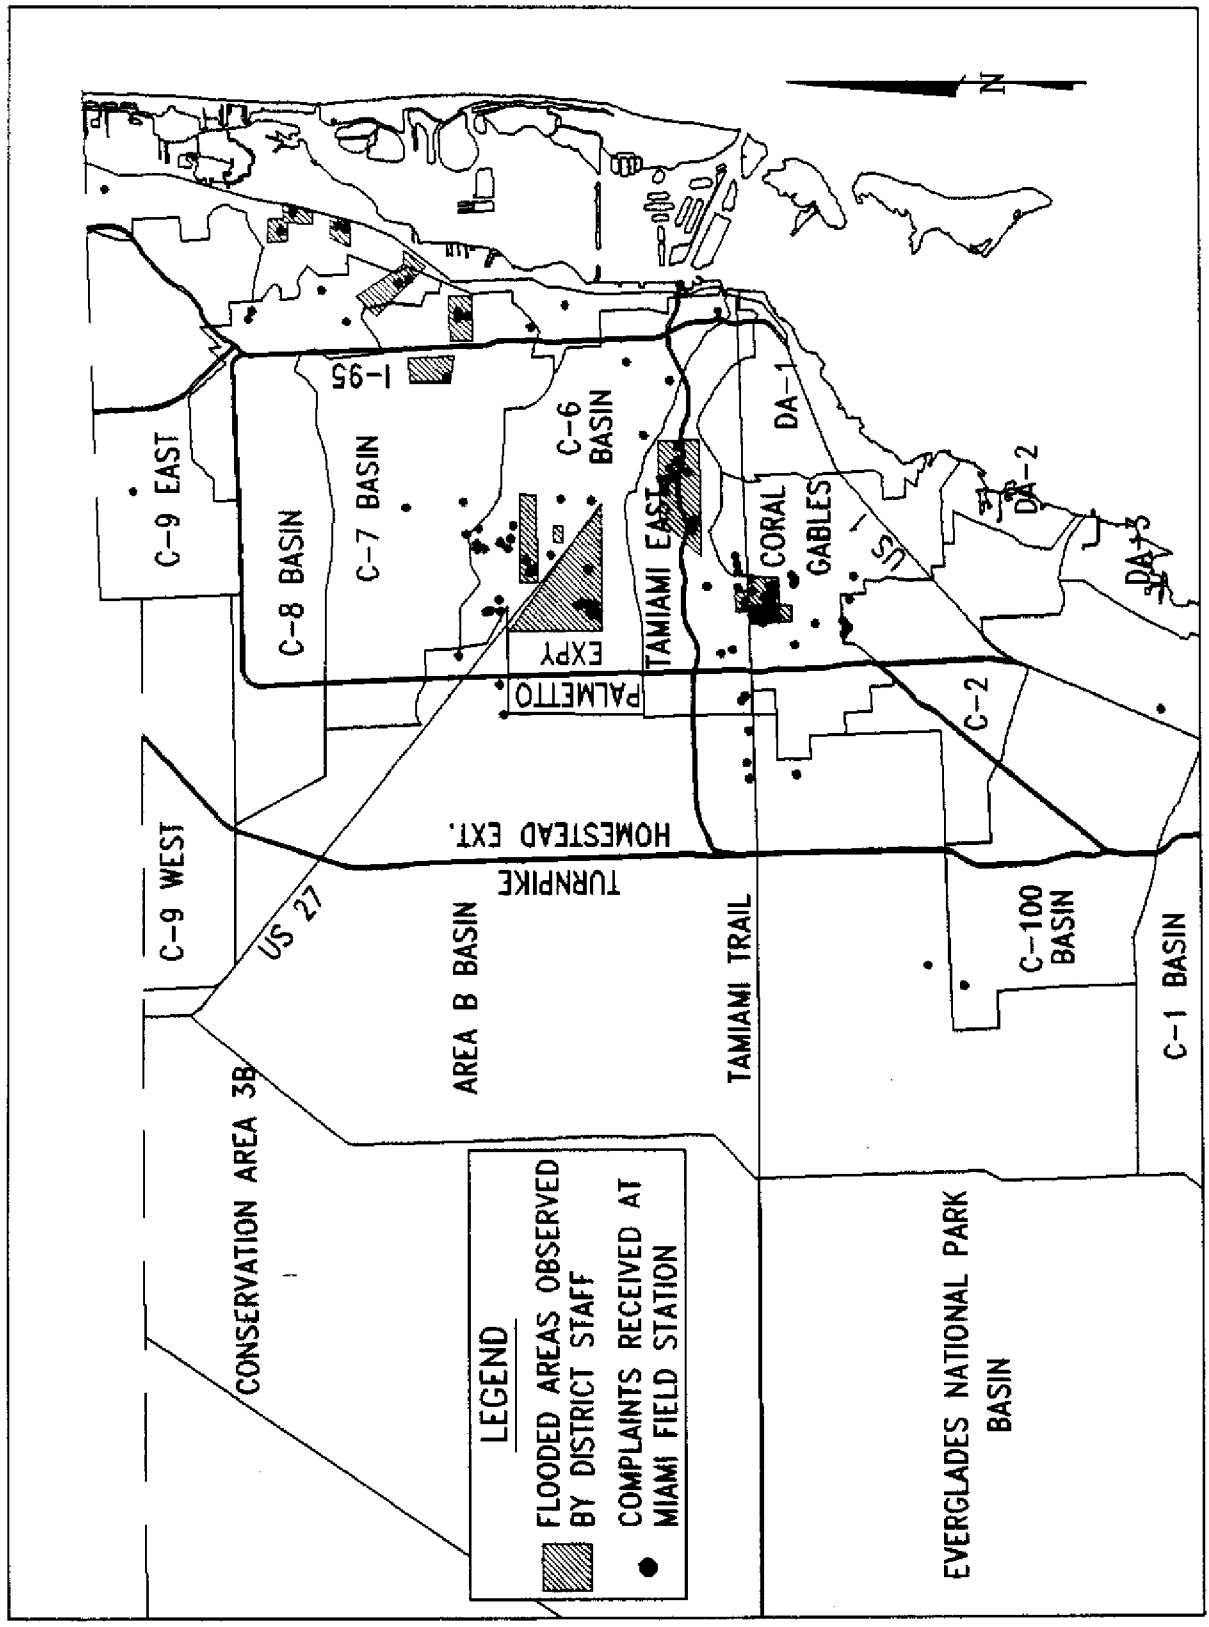 N
I-95
C-9 EAST
C-8 BASIN
C-7 BASIN
C-6
BASIN
TAMIAMI EAST
CORAL
GABLES
DA-1
DA-2
DA-3
US 1
PALMETTO
EXPY
C-2
C-9 WEST
US 27
TURNPIKE
HOMESTEAD EXT.
AREA B BASIN
TAMIAMI TRAIL
C-100
BASIN
C-1 BASIN
CONSERVATION AREA 3B
EVERGLADES NATIONAL PARK
BASIN
LEGEND
FLOODED AREAS OBSERVED
BY DISTRICT STAFF
COMPLAINTS RECEIVED AT
MIAMI FIELD STATION